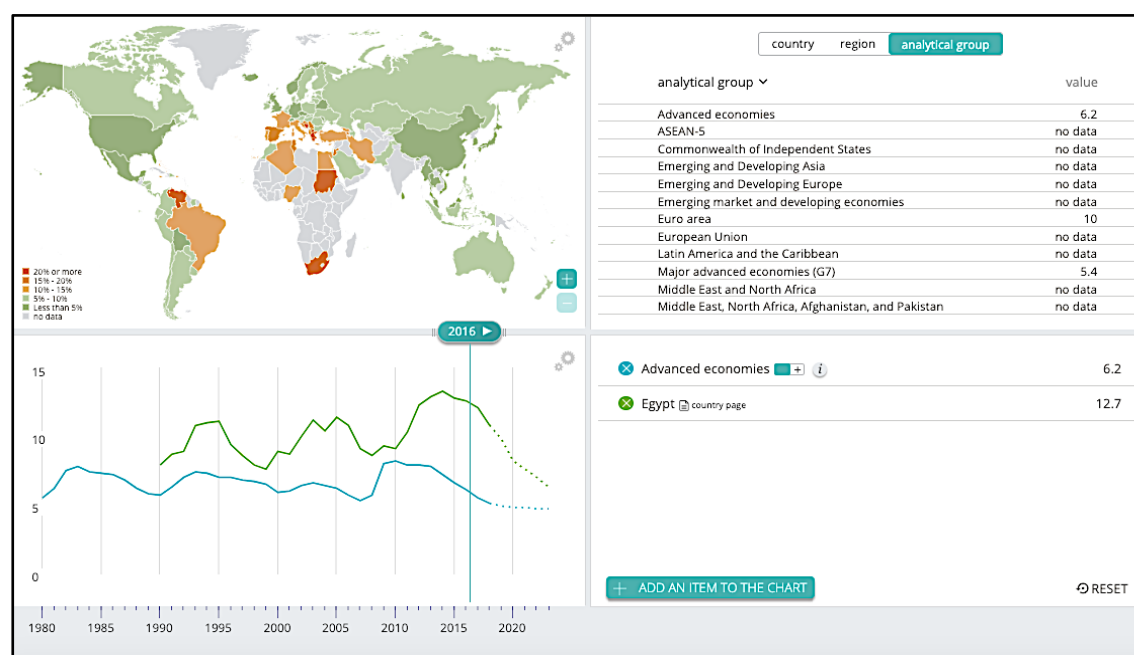 country region analytical group
analytical group value
Advanced economies 6.2
ASEAN-5 no data
Commonwealth of Independent States no data
Emerging and Developing Asia no data
Emerging and Developing Europe no data
Emerging market and developing economies no data
Euro area 10
European Union no data
Latin America and the Caribbean no data
Major advanced economies (G7) 5.4
Middle East and North Africa no data
Middle East, North Africa, Afghanistan, and Pakistan no data
20% or more
15% - 20%
10% - 15%
5% - 10%
Less than 5%
no data
+
−
2016
15
10
5
0
1980 1985 1990 1995 2000 2005 2010 2015 2020
Advanced economies + i 6.2
Egypt country page 12.7
+ ADD AN ITEM TO THE CHART RESET